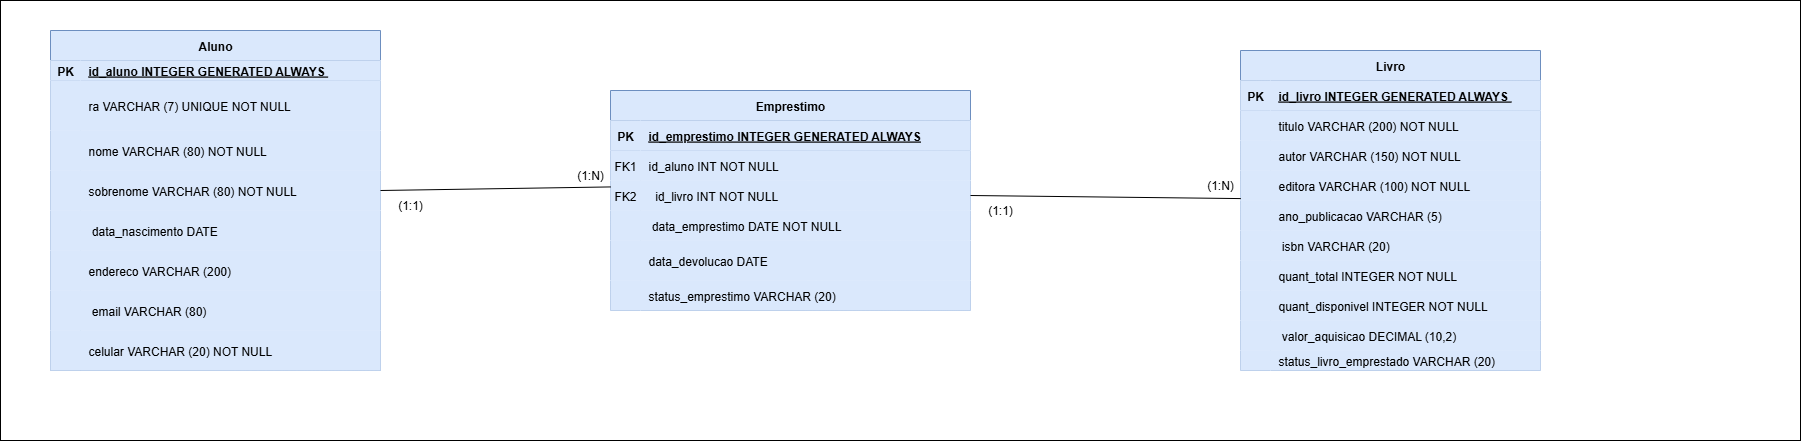 Aluno
PK id_aluno INTEGER GENERATED ALWAYS
ra VARCHAR (7) UNIQUE NOT NULL
nome VARCHAR (80) NOT NULL
sobrenome VARCHAR (80) NOT NULL
data_nascimento DATE
endereco VARCHAR (200)
email VARCHAR (80)
celular VARCHAR (20) NOT NULL
(1:1)
(1:N)
Emprestimo
PK id_emprestimo INTEGER GENERATED ALWAYS
FK1 id_aluno INT NOT NULL
FK2 id_livro INT NOT NULL
data_emprestimo DATE NOT NULL
data_devolucao DATE
status_emprestimo VARCHAR (20)
(1:1)
(1:N)
Livro
PK id_livro INTEGER GENERATED ALWAYS
titulo VARCHAR (200) NOT NULL
autor VARCHAR (150) NOT NULL
editora VARCHAR (100) NOT NULL
ano_publicacao VARCHAR (5)
isbn VARCHAR (20)
quant_total INTEGER NOT NULL
quant_disponivel INTEGER NOT NULL
valor_aquisicao DECIMAL (10,2)
status_livro_emprestado VARCHAR (20)